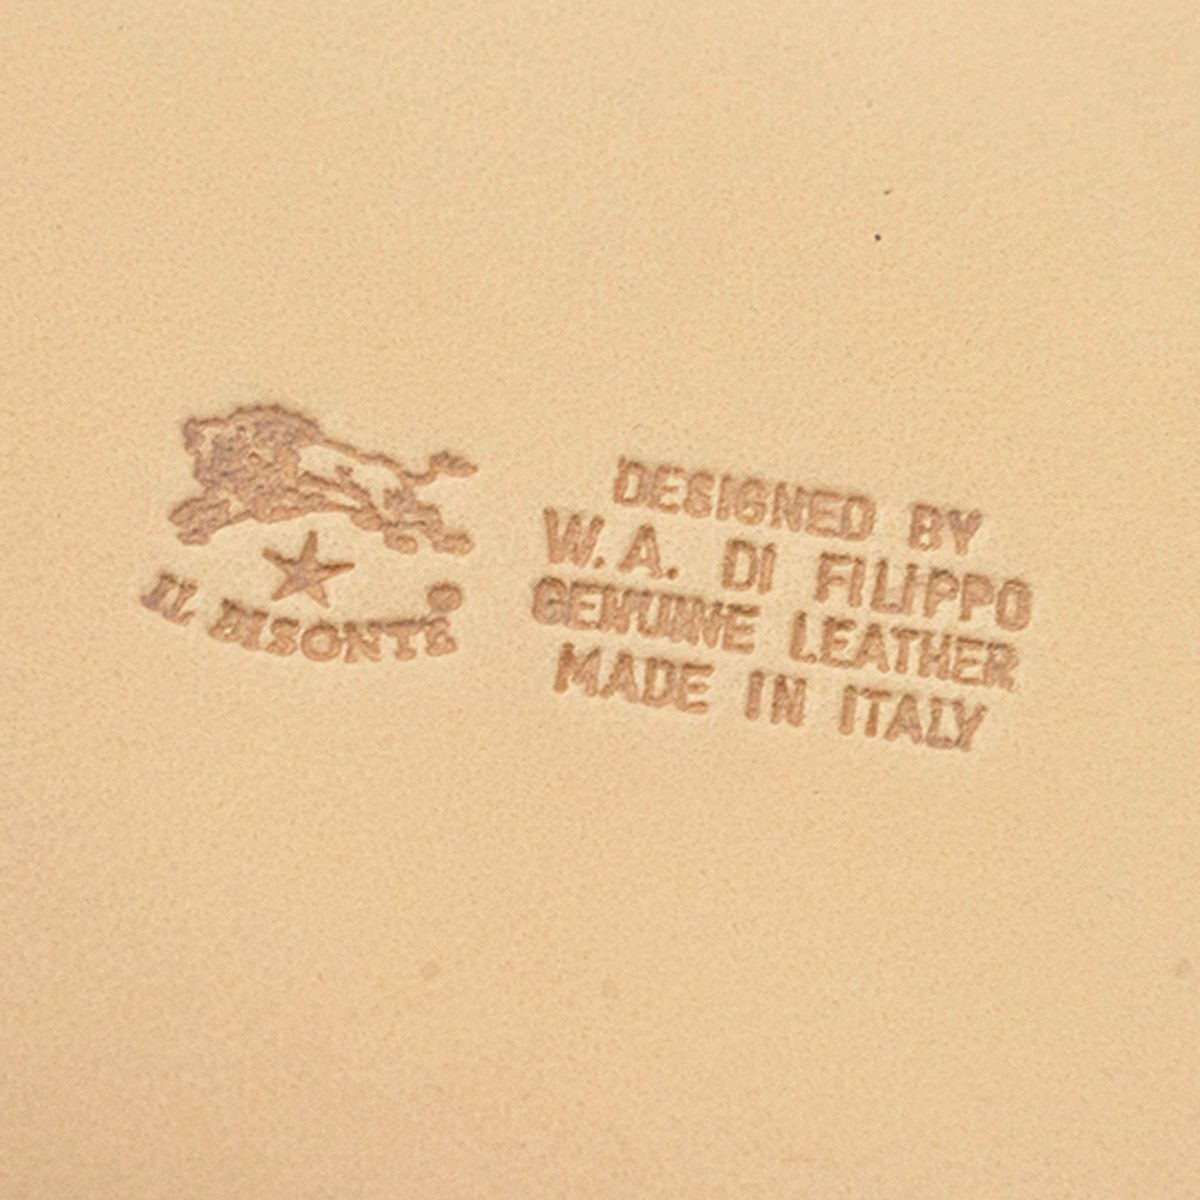 IL BISONTE
DESIGNED BY
W. A. DI FILIPPO
GENUINE LEATHER
MADE IN ITALY